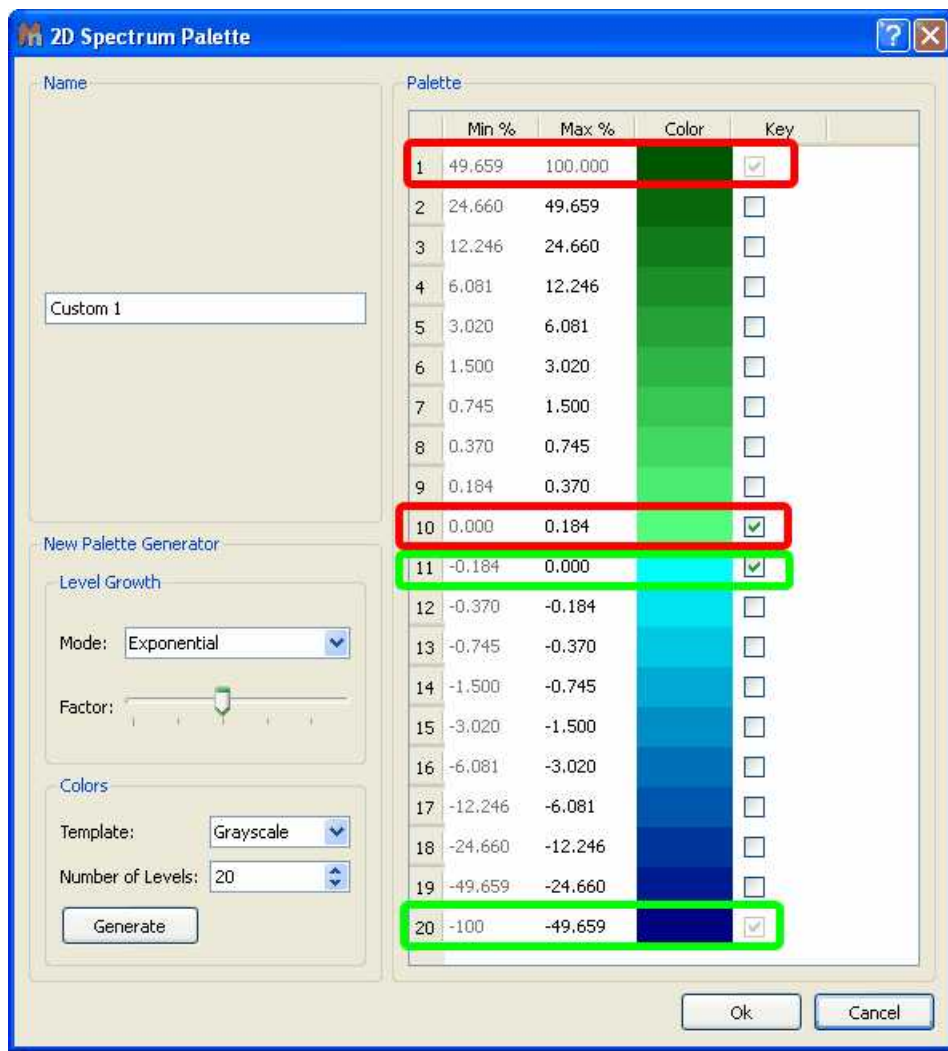 2D Spectrum Palette
Name
Custom 1
New Palette Generator
Level Growth
Mode: Exponential
Factor:
Colors
Template: Grayscale
Number of Levels: 20
Generate
Palette
Min % Max % Color Key
1 49.659 100.000
2 24.660 49.659
3 12.246 24.660
4 6.081 12.246
5 3.020 6.081
6 1.500 3.020
7 0.745 1.500
8 0.370 0.745
9 0.184 0.370
10 0.000 0.184
11 -0.184 0.000
12 -0.370 -0.184
13 -0.745 -0.370
14 -1.500 -0.745
15 -3.020 -1.500
16 -6.081 -3.020
17 -12.246 -6.081
18 -24.660 -12.246
19 -49.659 -24.660
20 -100 -49.659
Ok Cancel